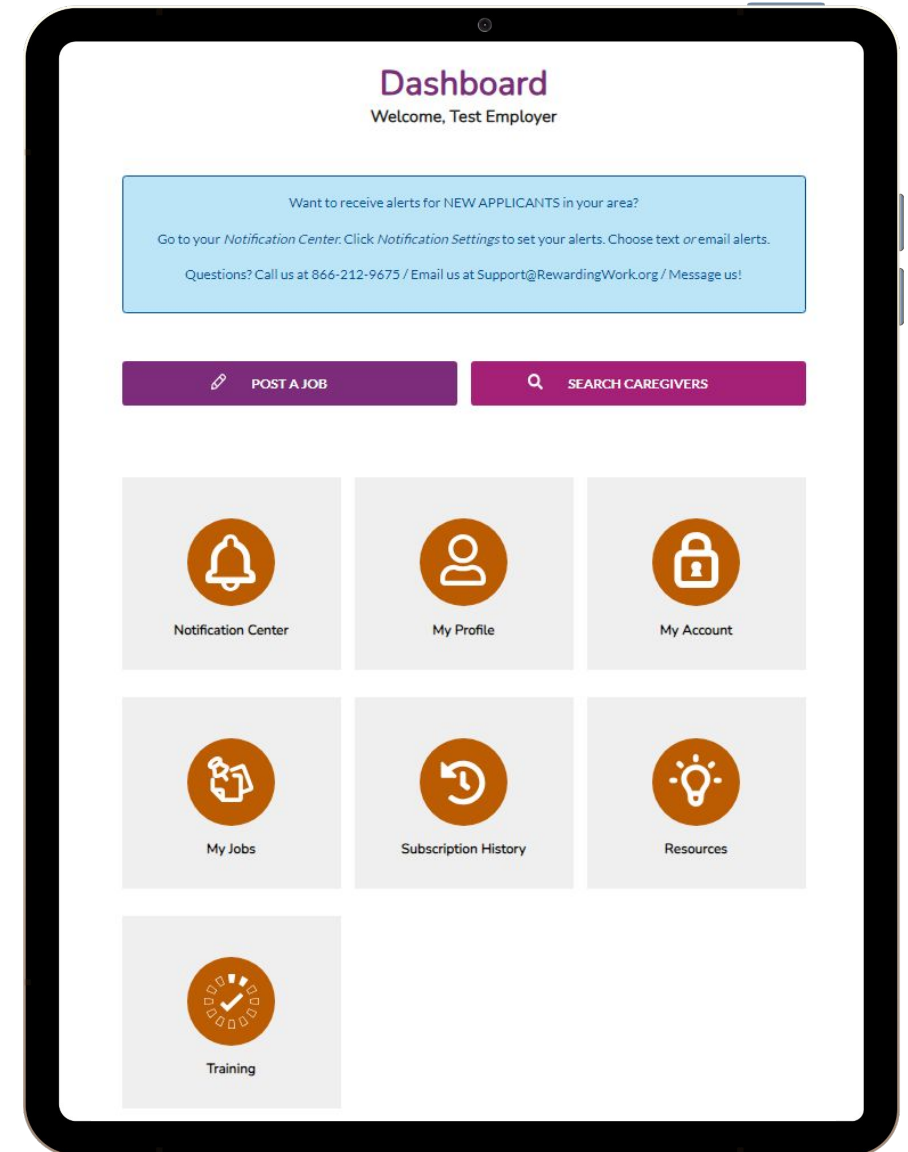 Dashboard
Welcome, Test Employer
Want to receive alerts for NEW APPLICANTS in your area?
Go to your Notification Center. Click Notification Settings to set your alerts. Choose text or email alerts.
Questions? Call us at 866-212-9675 / Email us at Support@RewardingWork.org / Message us!
POST A JOB
SEARCH CAREGIVERS
Notification Center
My Profile
My Account
My Jobs
Subscription History
Resources
Training